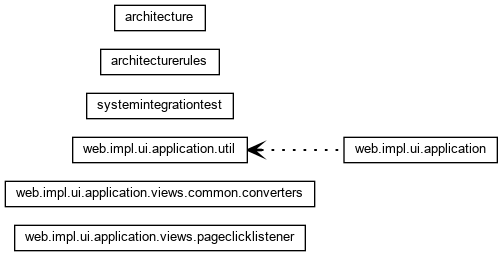 architecture
architecturerules
systemintegrationtest
web.impl.ui.application.util
web.impl.ui.application
web.impl.ui.application.views.common.converters
web.impl.ui.application.views.pageclicklistener